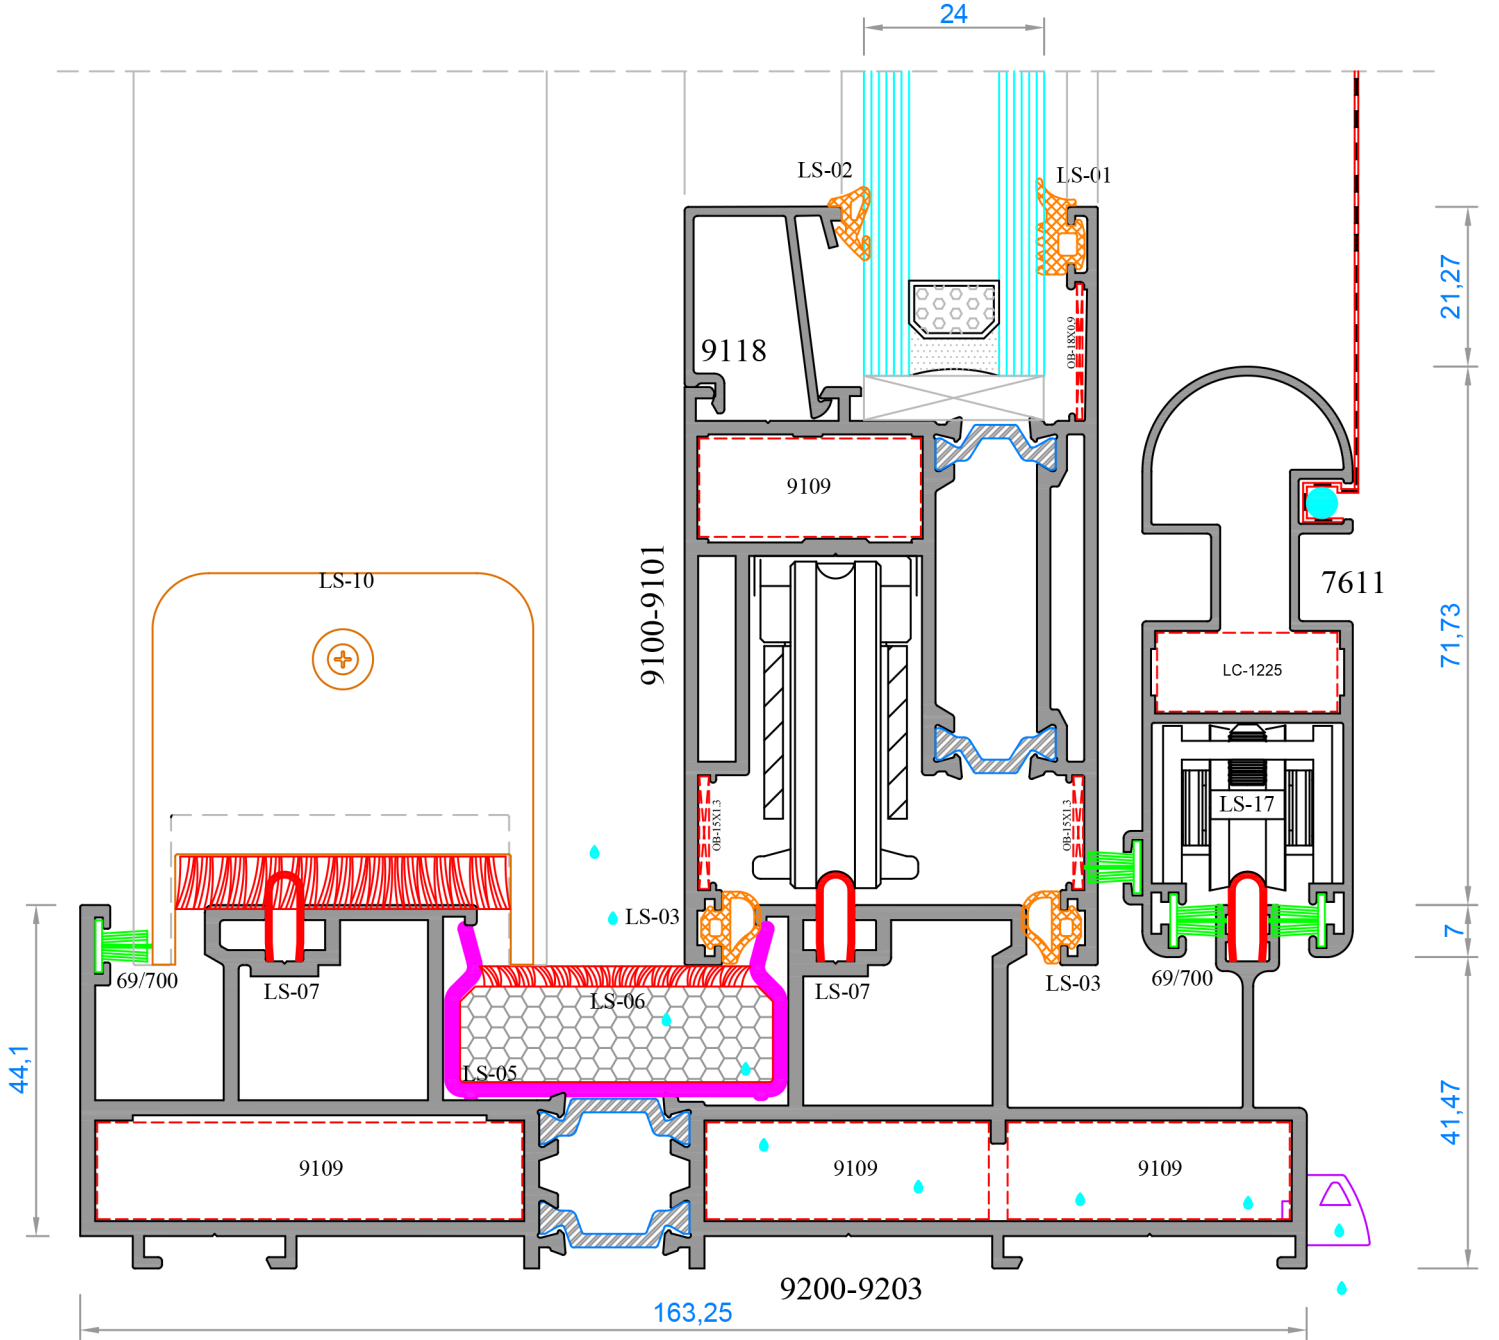 24
LS-02
LS-01
21,27
OB-18X0,9
9118
9109
9100-9101
LS-10
7611
71,73
LC-1225
LS-17
OB-15X1.3
OB-15X1.3
LS-03
7
69/700
LS-07
LS-06
LS-07
LS-03
69/700
44,1
LS-05
41,47
9109
9109
9109
9200-9203
163,25